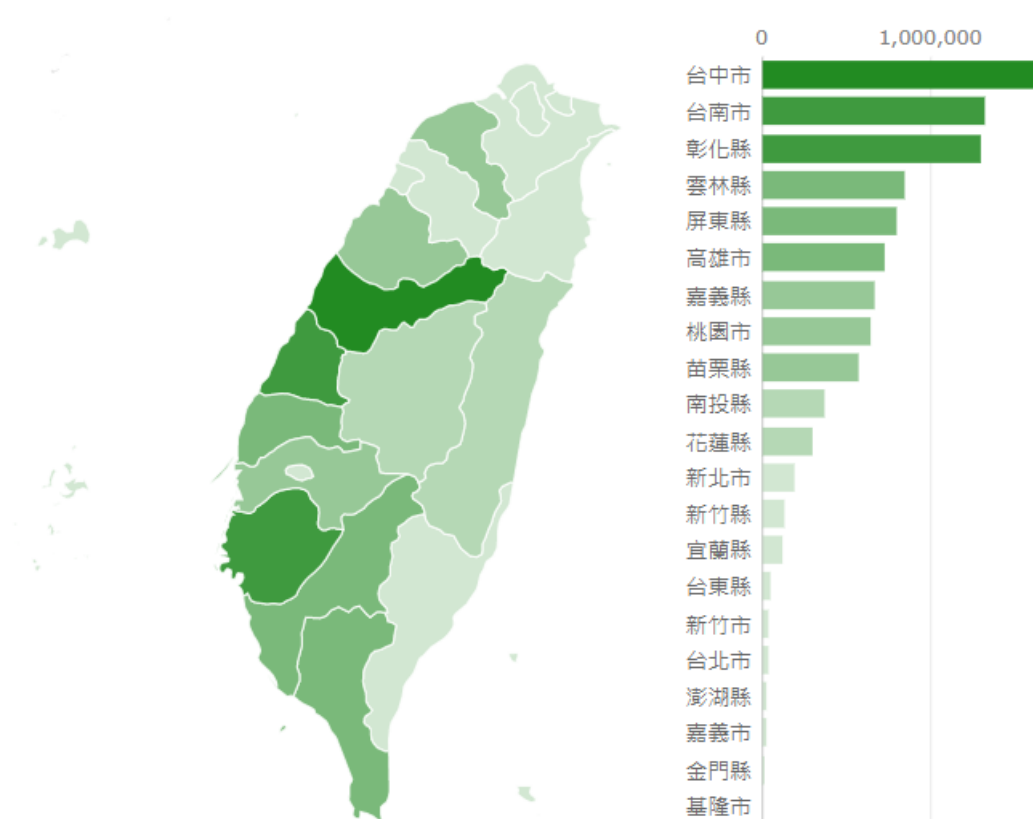 0 1,000,000
台中市
台南市
彰化縣
雲林縣
屏東縣
高雄市
嘉義縣
桃園市
苗栗縣
南投縣
花蓮縣
新北市
新竹縣
宜蘭縣
台東縣
新竹市
台北市
澎湖縣
嘉義市
金門縣
基隆市